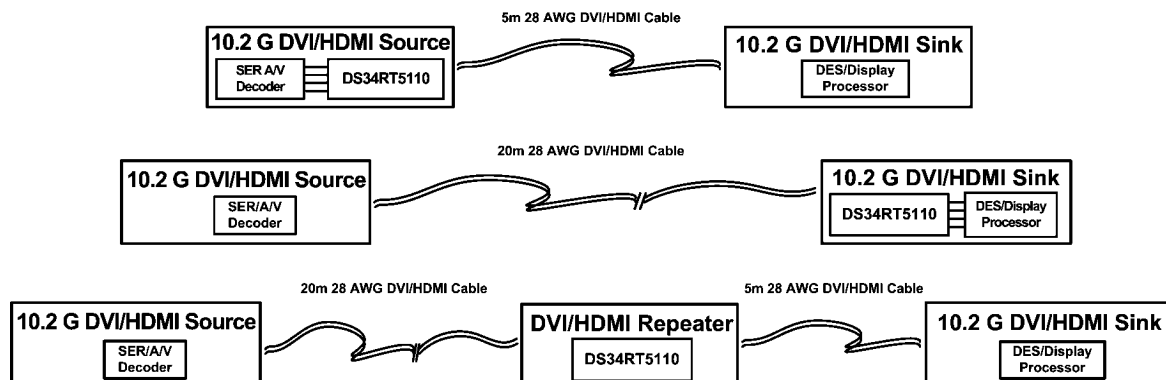 5m 28 AWG DVI/HDMI Cable
10.2 G DVI/HDMI Source
SER A/V
Decoder
DS34RT5110
10.2 G DVI/HDMI Sink
DES/Display
Processor
20m 28 AWG DVI/HDMI Cable
10.2 G DVI/HDMI Source
SER/A/V
Decoder
10.2 G DVI/HDMI Sink
DS34RT5110
DES/Display
Processor
20m 28 AWG DVI/HDMI Cable
5m 28 AWG DVI/HDMI Cable
10.2 G DVI/HDMI Source
SER/A/V
Decoder
DVI/HDMI Repeater
DS34RT5110
10.2 G DVI/HDMI Sink
DES/Display
Processor